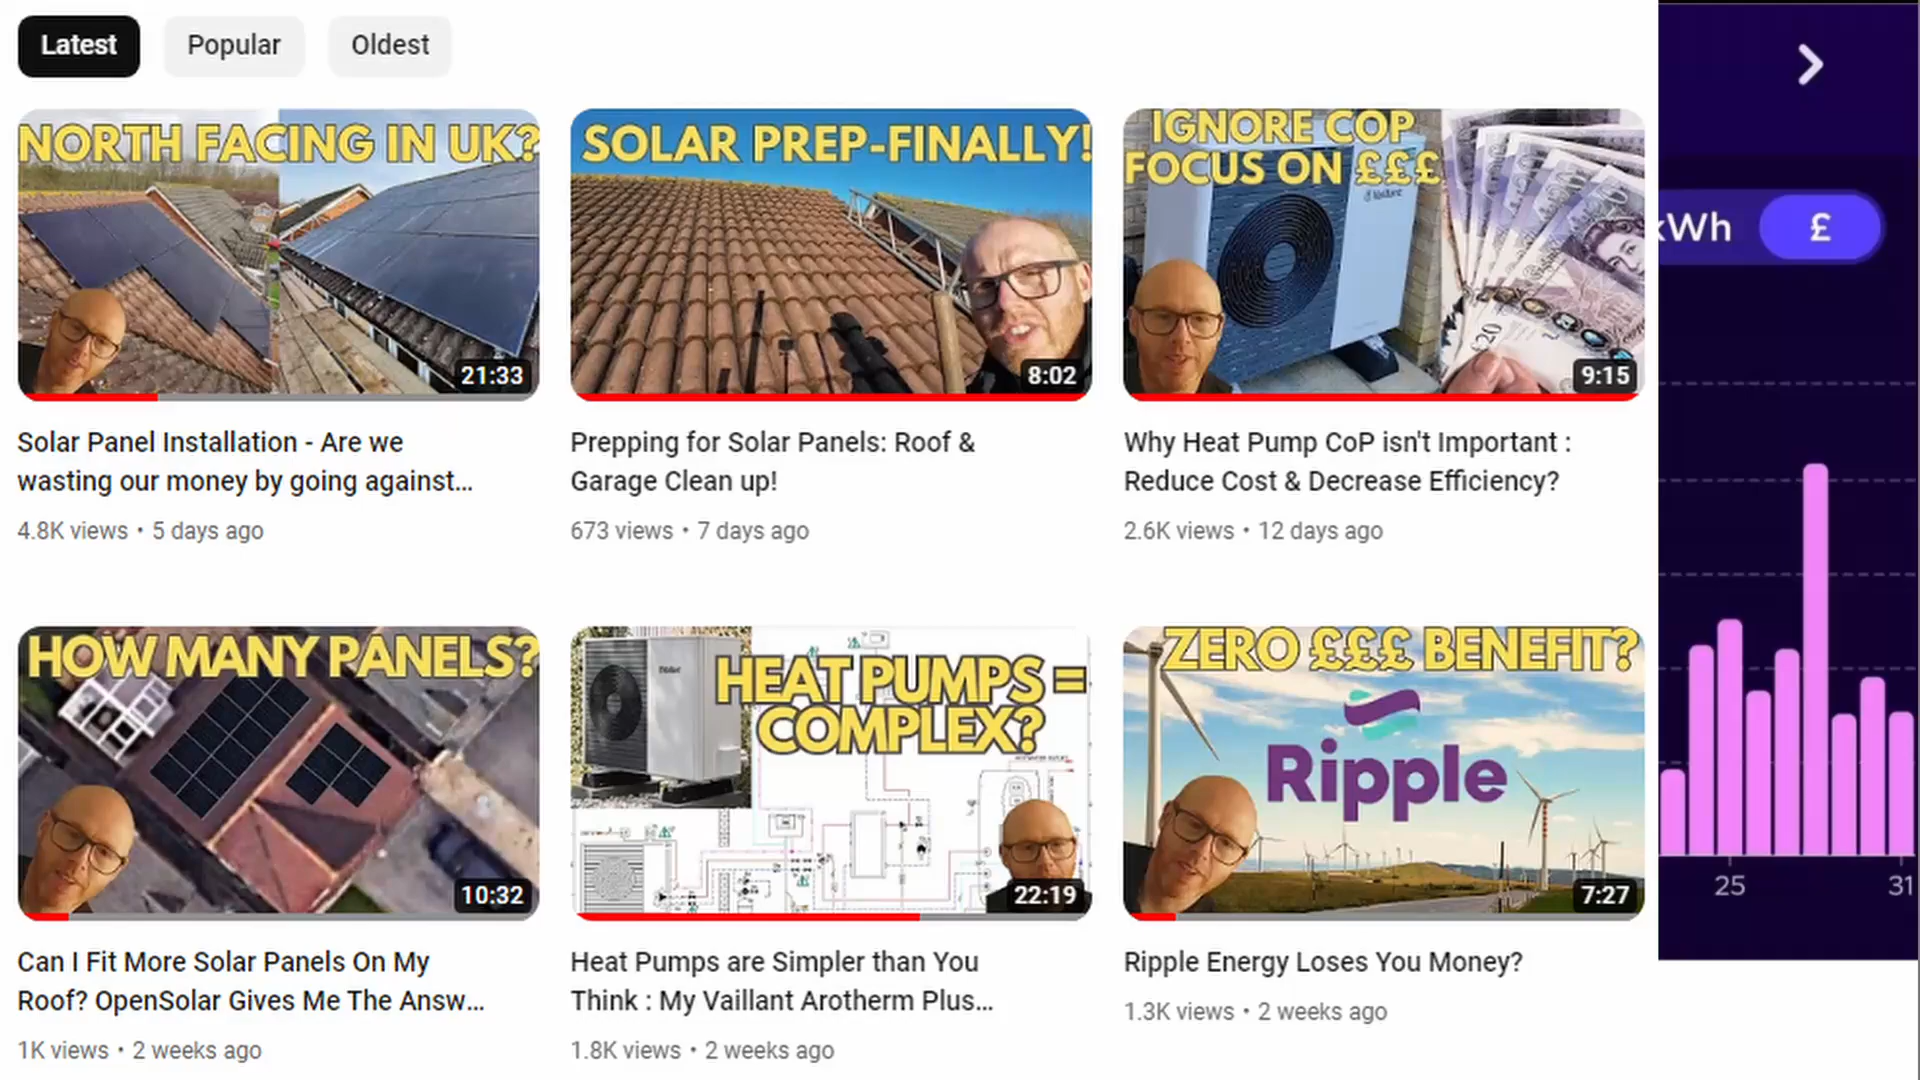 Latest
Popular
Oldest
NORTH FACING IN UK?
21:33
SOLAR PREP-FINALLY!
8:02
IGNORE COP
FOCUS ON £££
Vaillant
£20
9:15
Solar Panel Installation - Are we
wasting our money by going against...
4.8K views • 5 days ago
Prepping for Solar Panels: Roof &
Garage Clean up!
673 views • 7 days ago
Why Heat Pump CoP isn't Important :
Reduce Cost & Decrease Efficiency?
2.6K views • 12 days ago
HOW MANY PANELS?
10:32
HEAT PUMPS =
COMPLEX?
22:19
ZERO £££ BENEFIT?
Ripple
7:27
Can I Fit More Solar Panels On My
Roof? OpenSolar Gives Me The Answ...
1K views • 2 weeks ago
Heat Pumps are Simpler than You
Think : My Vaillant Arotherm Plus...
1.8K views • 2 weeks ago
Ripple Energy Loses You Money?
1.3K views • 2 weeks ago
kWh
£
25
31